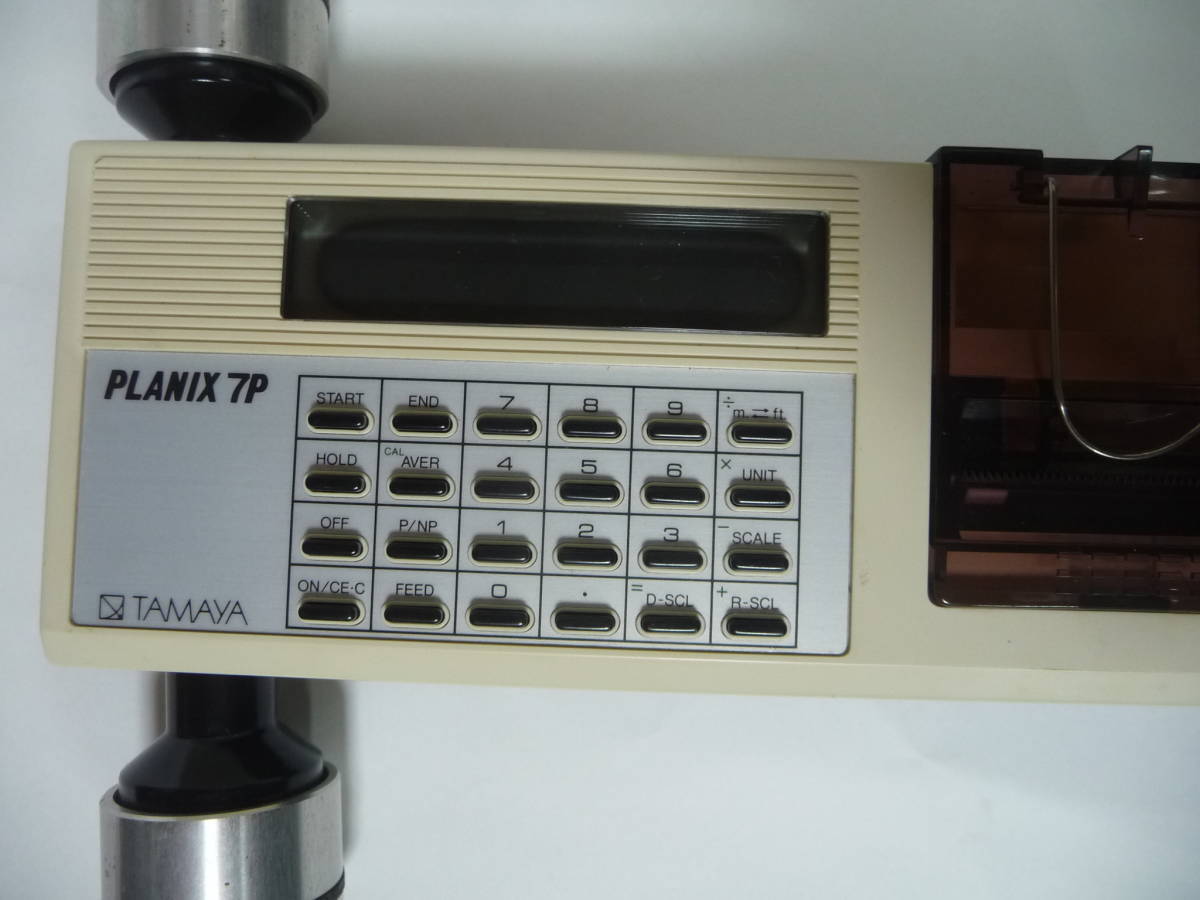 PLANIX 7P
START END 7 8 9 ÷ m. ⇄ ft
HOLD CAL AVER 4 5 6 × UNIT
OFF P/NP 1 2 3 − SCALE
ON/CE·C FEED 0 · = D-SCL + R-SCL
TAMAYA